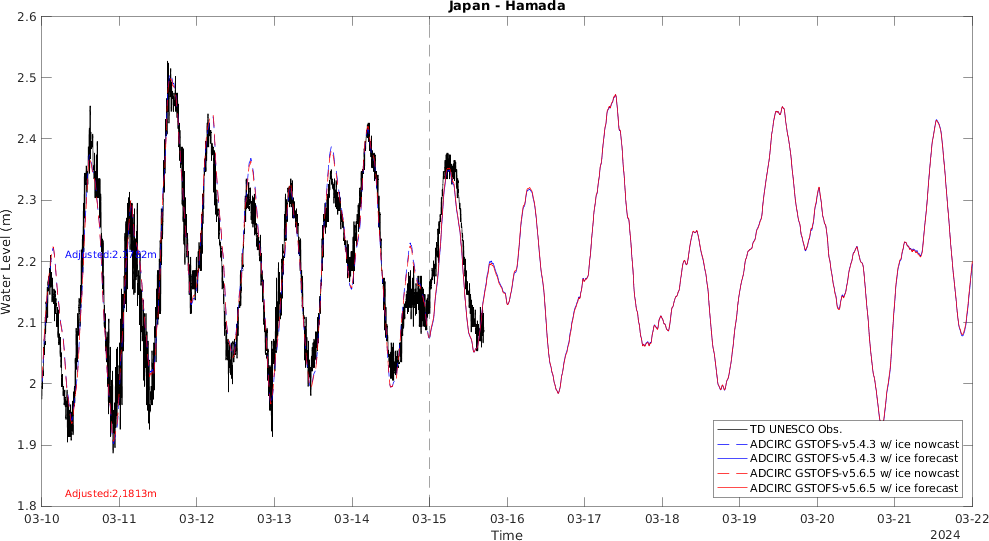 Japan - Hamada
2.6
2.5
2.4
2.3
2.2
2.1
2
1.9
1.8
Water Level (m)
Adjusted:2.1813m
03-10
03-11
03-12
03-13
03-14
03-15
03-16
03-17
03-18
03-19
03-20
03-21
03-22
Time
2024
TD UNESCO Obs.
ADCIRC GSTOFS-v5.4.3 w/ ice nowcast
ADCIRC GSTOFS-v5.4.3 w/ ice forecast
ADCIRC GSTOFS-v5.6.5 w/ ice nowcast
ADCIRC GSTOFS-v5.6.5 w/ ice forecast